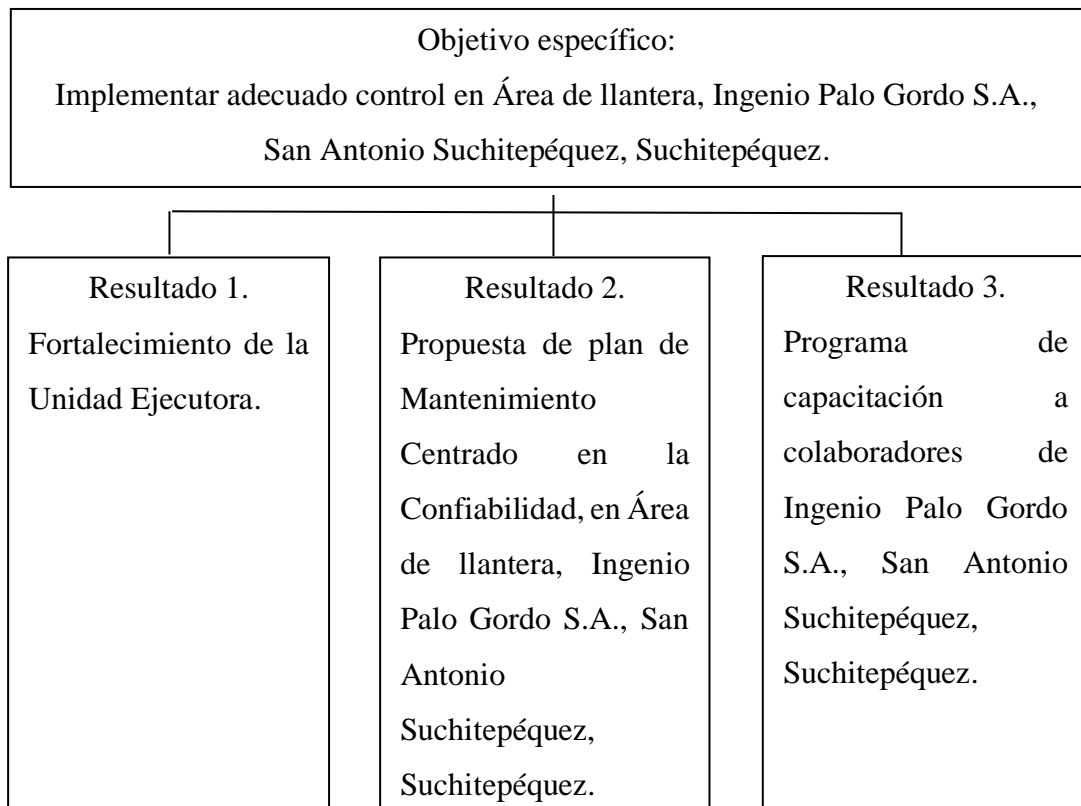 Objetivo específico:
Implementar adecuado control en Área de llantera, Ingenio Palo Gordo S.A.,
San Antonio Suchitepéquez, Suchitepéquez.
Resultado 1.
Fortalecimiento de la
Unidad Ejecutora.
Resultado 2.
Propuesta de plan de
Mantenimiento
Centrado en la
Confiabilidad, en Área
de llantera, Ingenio
Palo Gordo S.A., San
Antonio
Suchitepéquez,
Suchitepéquez.
Resultado 3.
Programa de
capacitación a
colaboradores de
Ingenio Palo Gordo
S.A., San Antonio
Suchitepéquez,
Suchitepéquez.